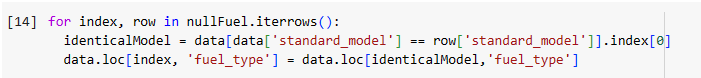 [14] for index, row in nullFuel.iterrows():
identicalModel = data[data['standard_model'] == row['standard_model']].index[0]
data.loc[index, 'fuel_type'] = data.loc[identicalModel,'fuel_type']